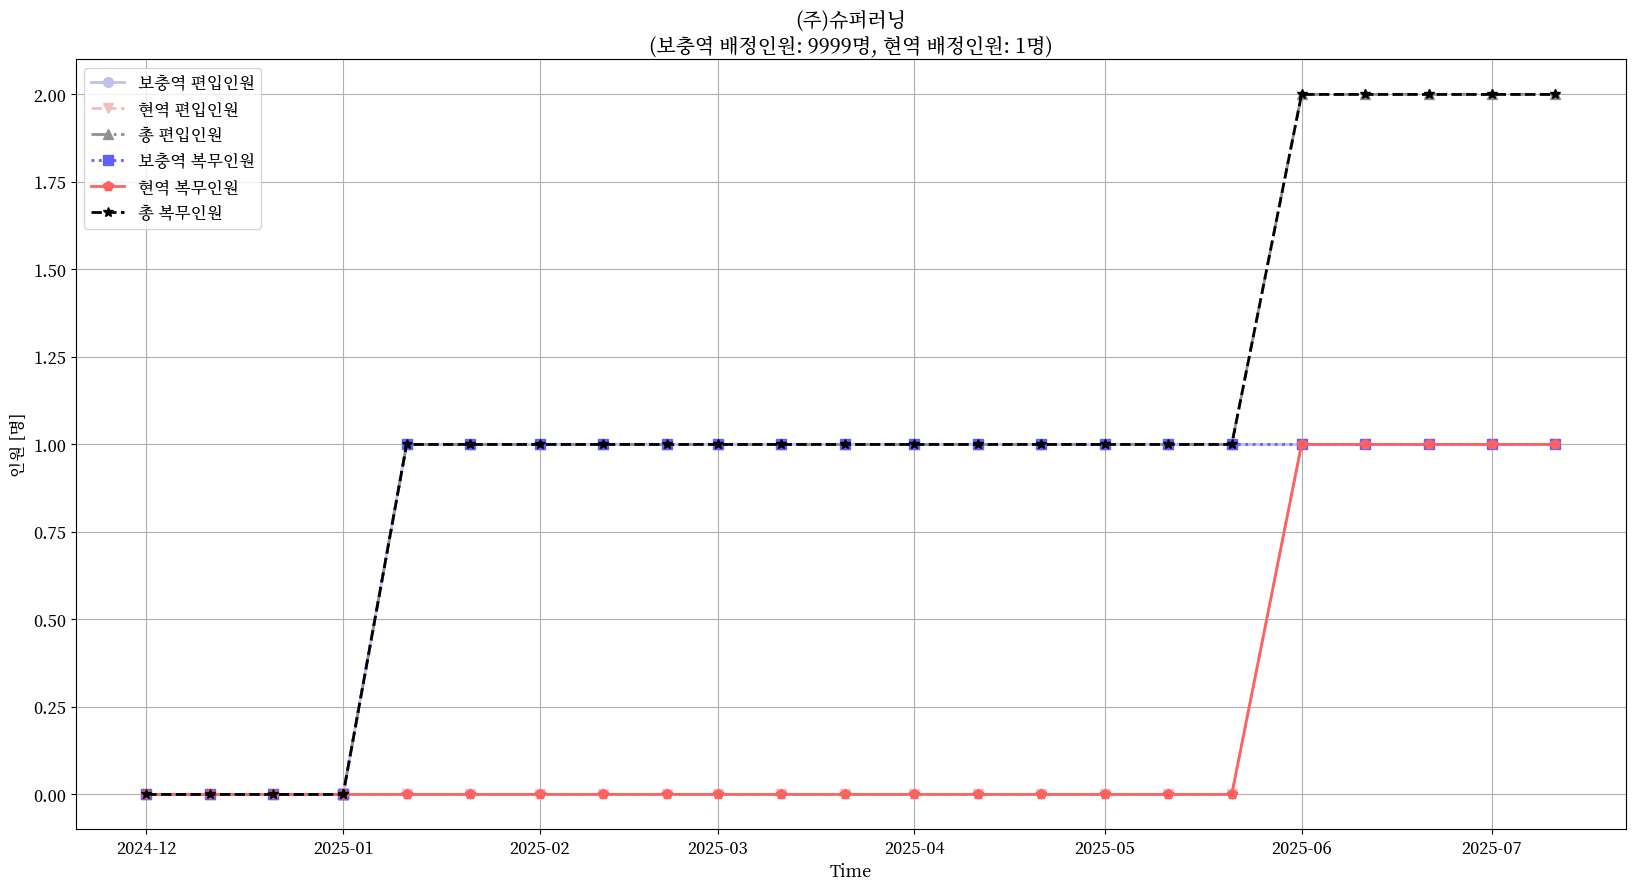 (주)슈퍼러닝
(보충역 배정인원: 9999명, 현역 배정인원: 1명)
보충역 편입인원
현역 편입인원
총 편입인원
보충역 복무인원
현역 복무인원
총 복무인원
인원 [명]
2.00
1.75
1.50
1.25
1.00
0.75
0.50
0.25
0.00
2024-12 2025-01 2025-02 2025-03 2025-04 2025-05 2025-06 2025-07
Time